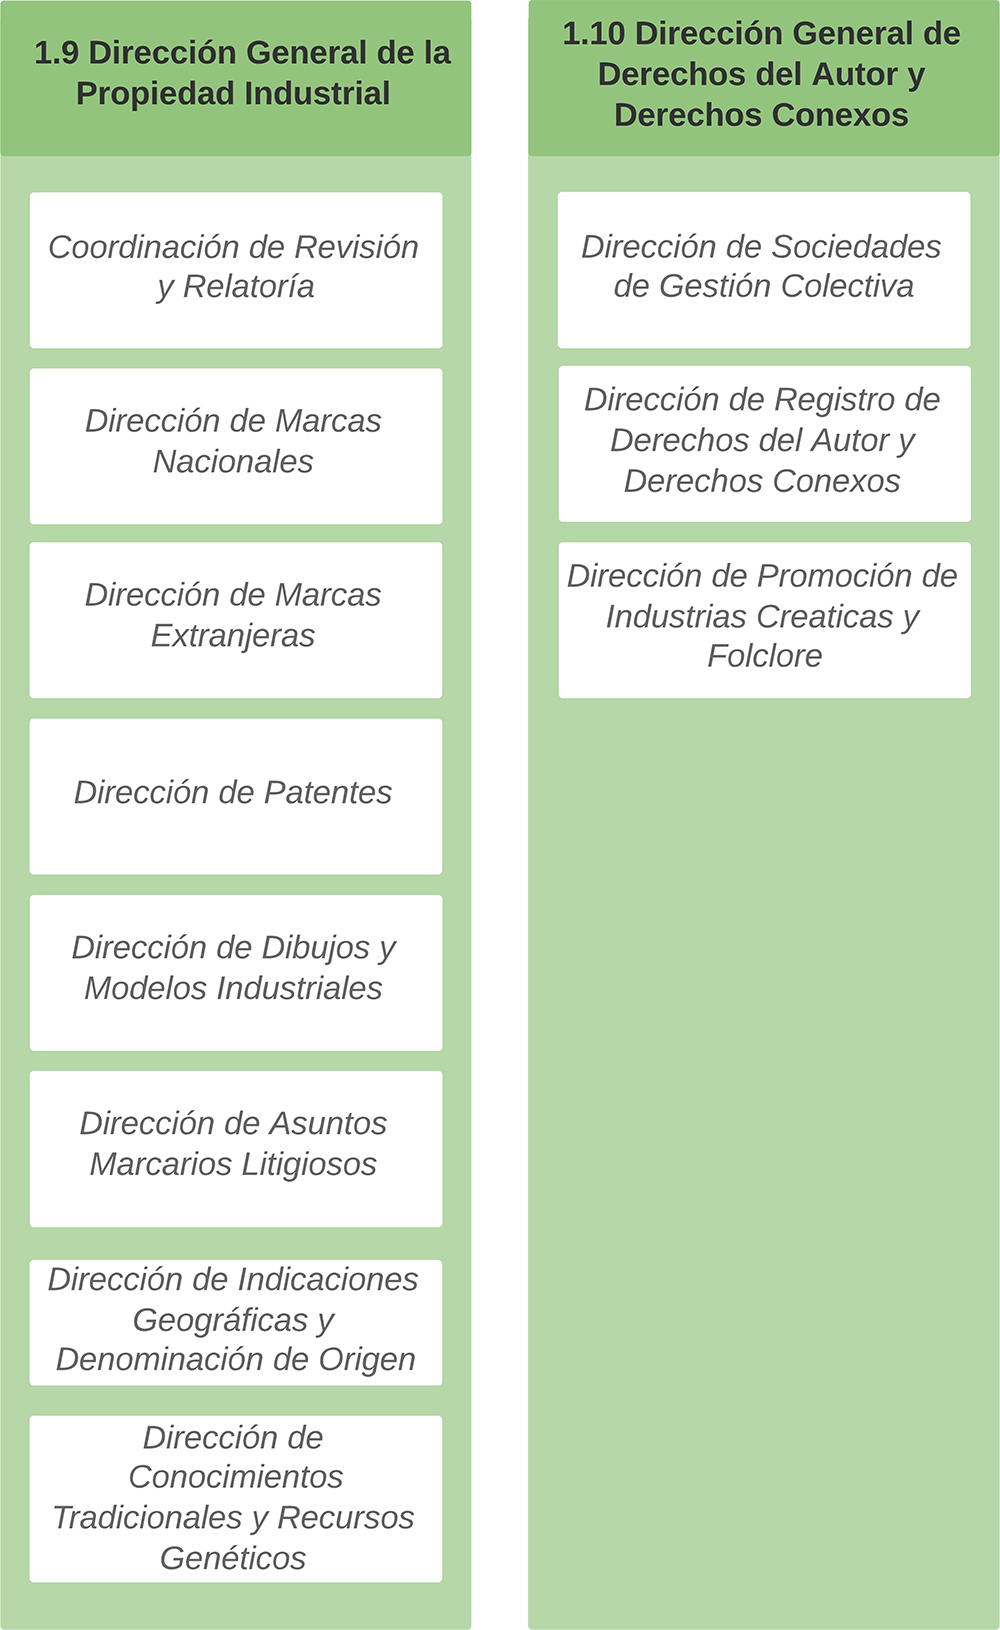 1.9 Dirección General de la
Propiedad Industrial
Coordinación de Revisión
y Relatoría
Dirección de Marcas
Nacionales
Dirección de Marcas
Extranjeras
Dirección de Patentes
Dirección de Dibujos y
Modelos Industriales
Dirección de Asuntos
Marcarios Litigiosos
Dirección de Indicaciones
Geográficas y
Denominación de Origen
Dirección de
Conocimientos
Tradicionales y Recursos
Genéticos
1.10 Dirección General de
Derechos del Autor y
Derechos Conexos
Dirección de Sociedades
de Gestión Colectiva
Dirección de Registro de
Derechos del Autor y
Derechos Conexos
Dirección de Promoción de
Industrias Creaticas y
Folclore